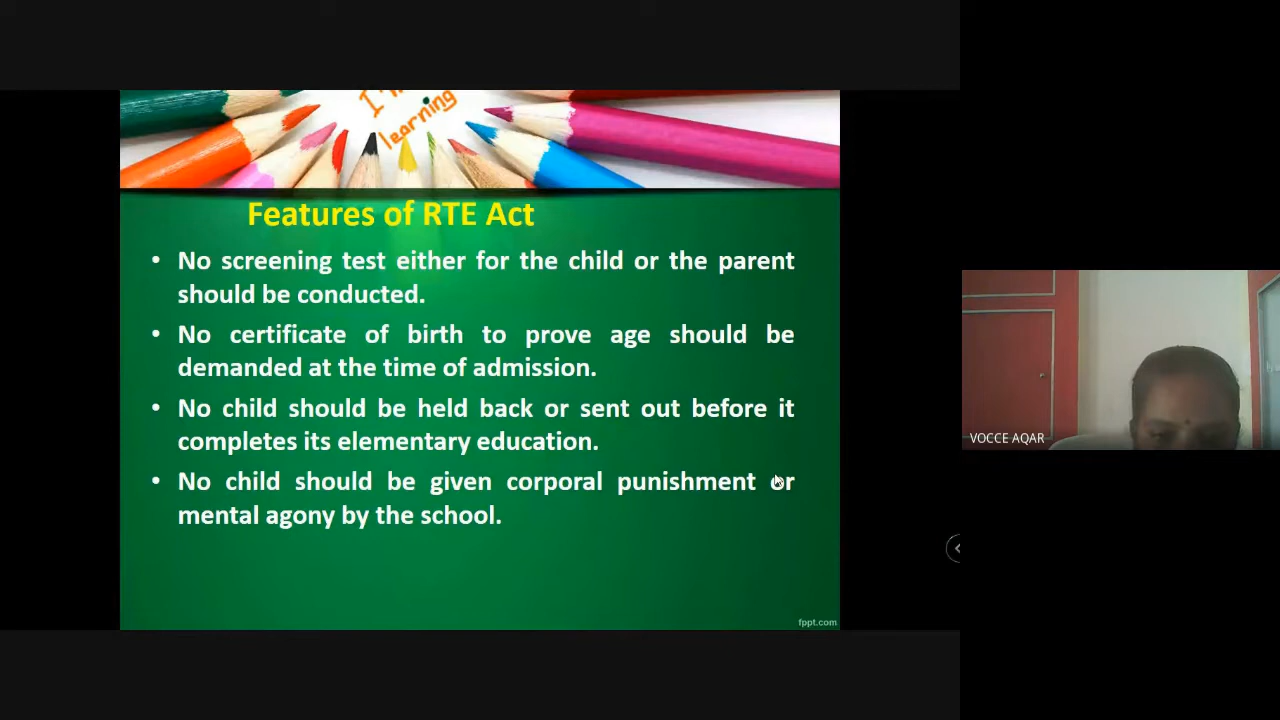 learning
Features of RTE Act
• No screening test either for the child or the parent
should be conducted.
• No certificate of birth to prove age should be
demanded at the time of admission.
• No child should be held back or sent out before it
completes its elementary education.
• No child should be given corporal punishment or
mental agony by the school.
fppt.com
VOCCE AQAR